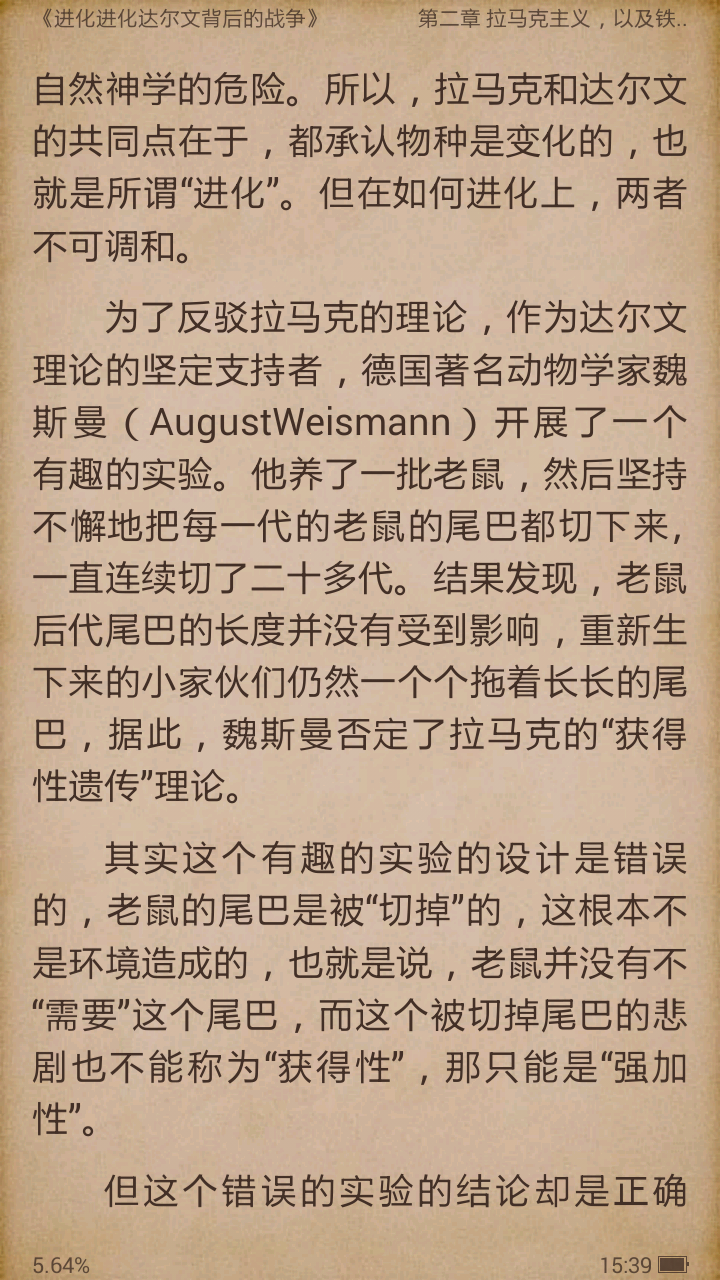 《进化进化达尔文背后的战争》 第二章 拉马克主义，以及铁..
自然神学的危险。所以，拉马克和达尔文
的共同点在于，都承认物种是变化的，也
就是所谓“进化”。但在如何进化上，两者
不可调和。
为了反驳拉马克的理论，作为达尔文
理论的坚定支持者，德国著名动物学家魏
斯曼（AugustWeismann）开展了一个
有趣的实验。他养了一批老鼠，然后坚持
不懈地把每一代的老鼠的尾巴都切下来，
一直连续切了二十多代。结果发现，老鼠
后代尾巴的长度并没有受到影响，重新生
下来的小家伙们仍然一个个拖着长长的尾
巴，据此，魏斯曼否定了拉马克的“获得
性遗传”理论。
其实这个有趣的实验的设计是错误
的，老鼠的尾巴是被“切掉”的，这根本不
是环境造成的，也就是说，老鼠并没有不
“需要”这个尾巴，而这个被切掉尾巴的悲
剧也不能称为“获得性”，那只能是“强加
性”。
但这个错误的实验的结论却是正确
5.64% 15:39